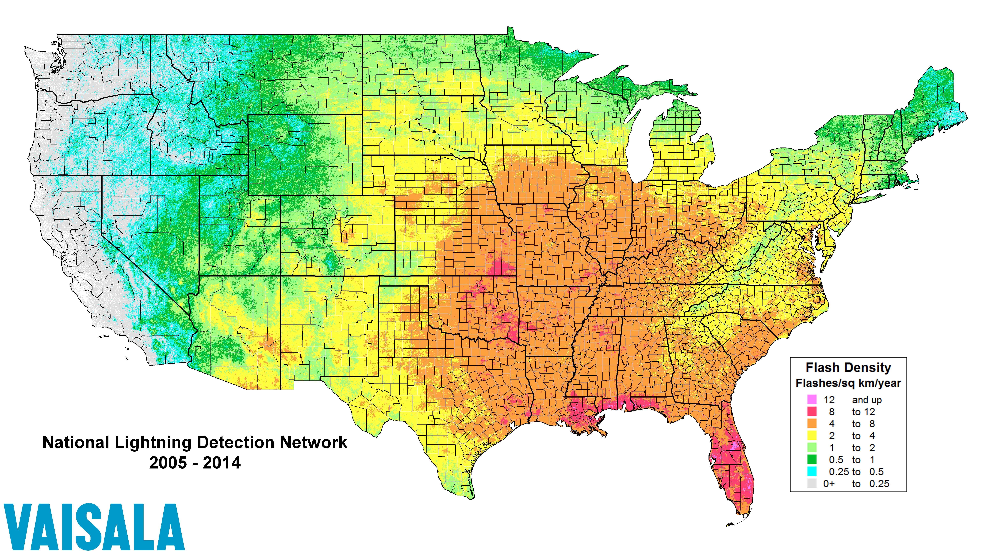 National Lightning Detection Network
2005 - 2014
VAISALA
Flash Density
Flashes/sq km/year
12 and up
8 to 12
4 to 8
2 to 4
1 to 2
0.5 to 1
0.25 to 0.5
0+ to 0.25